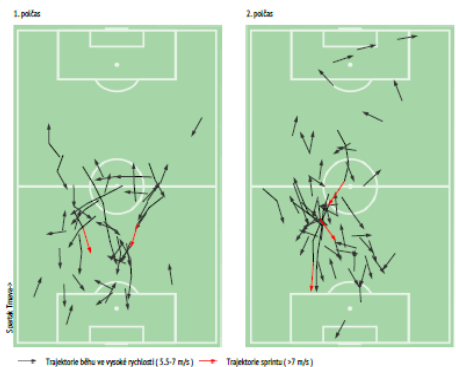 1. poločas
2. poločas
Spartak Trnava->
Trajektorie běhu ve vysoké rychlosti ( 5.5-7 m/s )
Trajektorie sprintu ( >7 m/s )